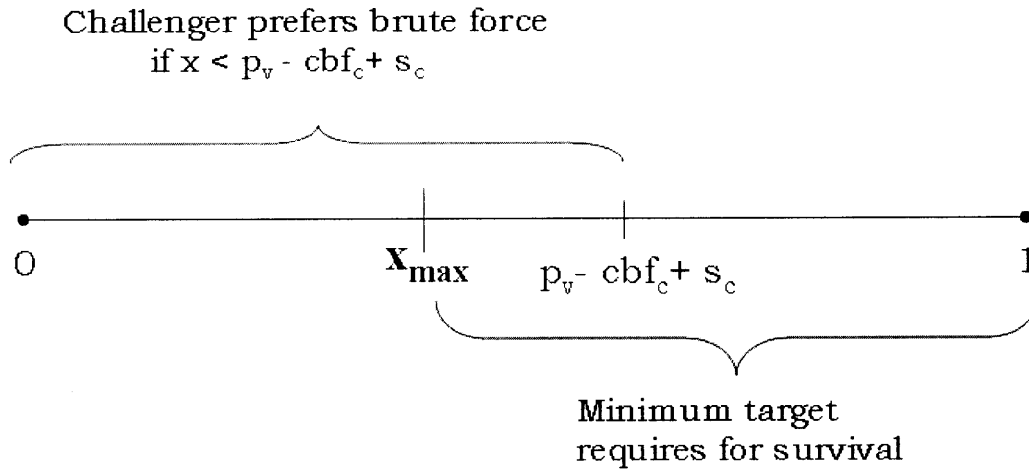 Challenger prefers brute force
if x < p_v - cbf_c + s_c
0
x_max
p_v - cbf_c + s_c
1
Minimum target
requires for survival